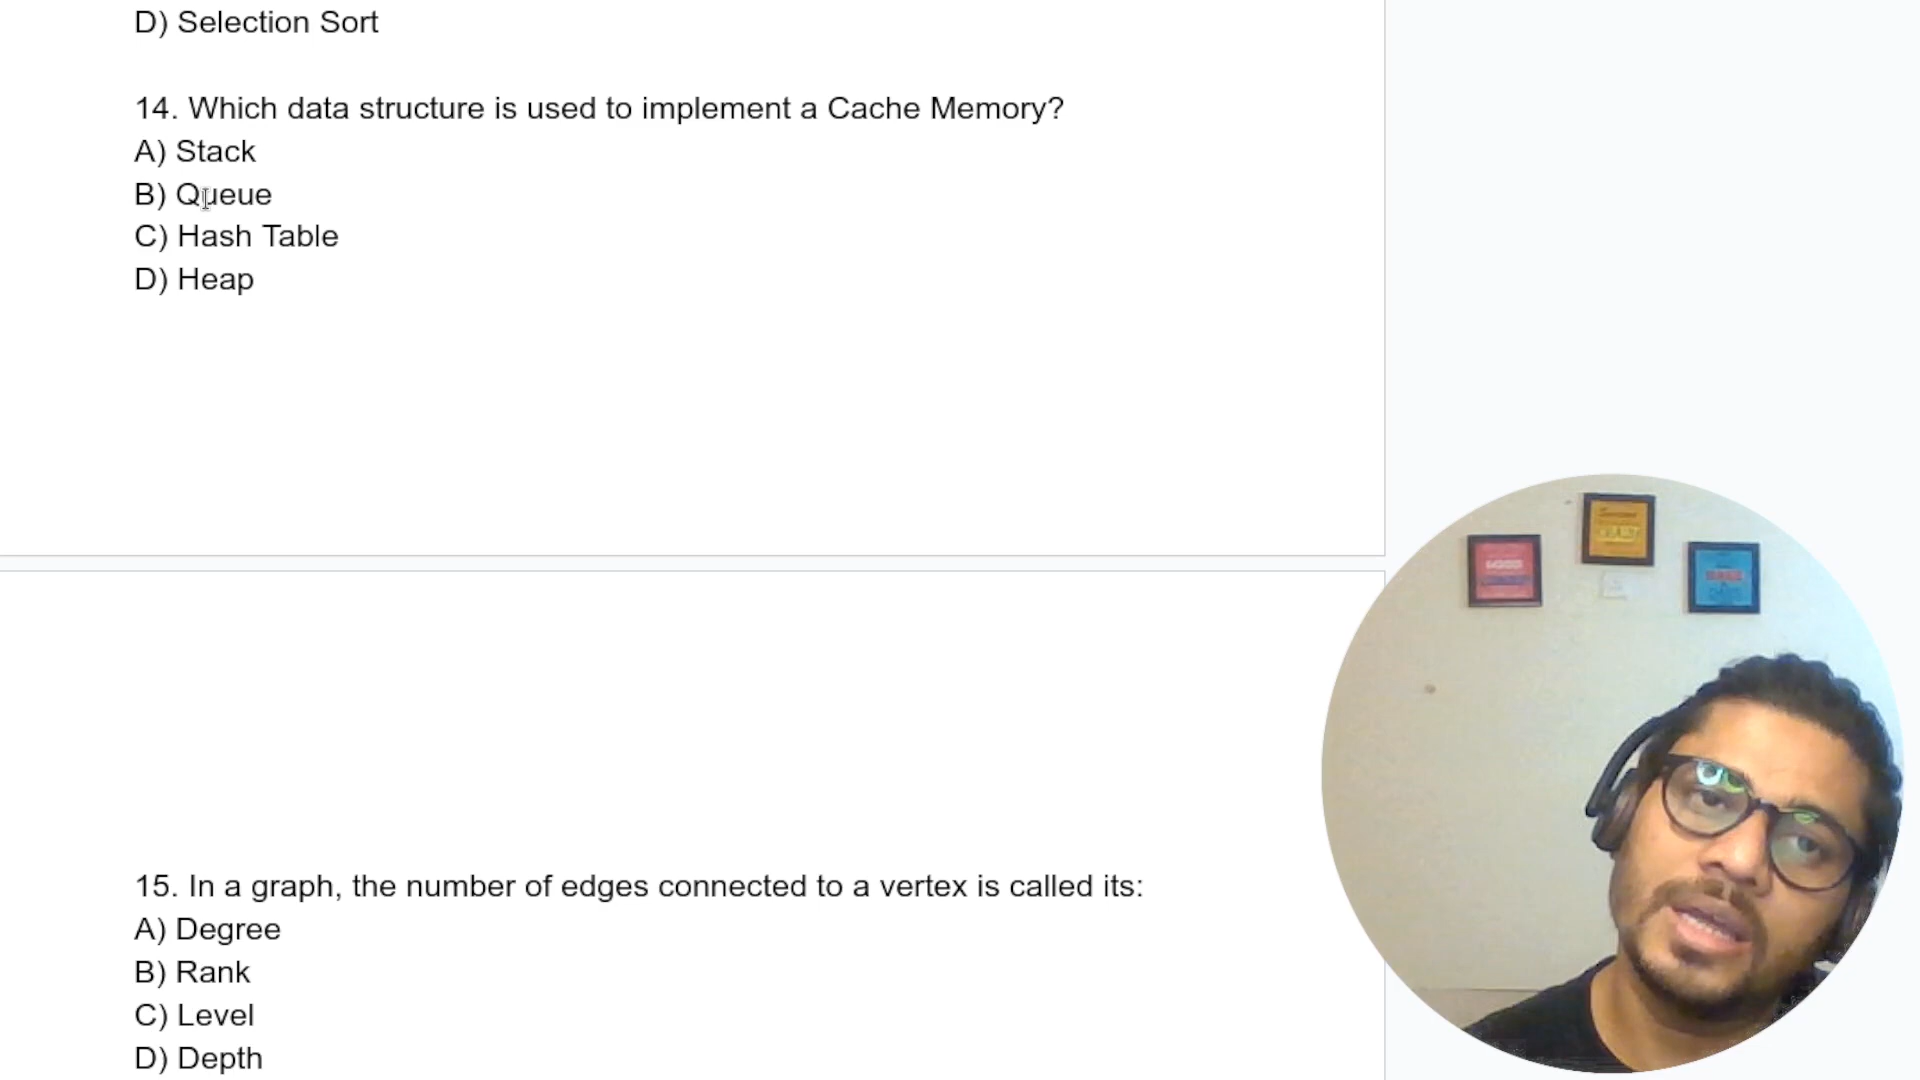 D) Selection Sort
14. Which data structure is used to implement a Cache Memory?
A) Stack
B) Queue
C) Hash Table
D) Heap
15. In a graph, the number of edges connected to a vertex is called its:
A) Degree
B) Rank
C) Level
D) Depth